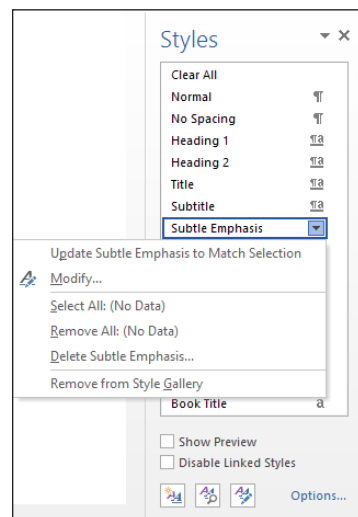 Styles
Clear All
Normal ¶
No Spacing ¶
Heading 1 ¶a
Heading 2 ¶a
Title ¶a
Subtitle ¶a
Subtle Emphasis
Update Subtle Emphasis to Match Selection
Modify...
Select All: (No Data)
Remove All: (No Data)
Delete Subtle Emphasis...
Remove from Style Gallery
Book Title a
Show Preview
Disable Linked Styles
Options...